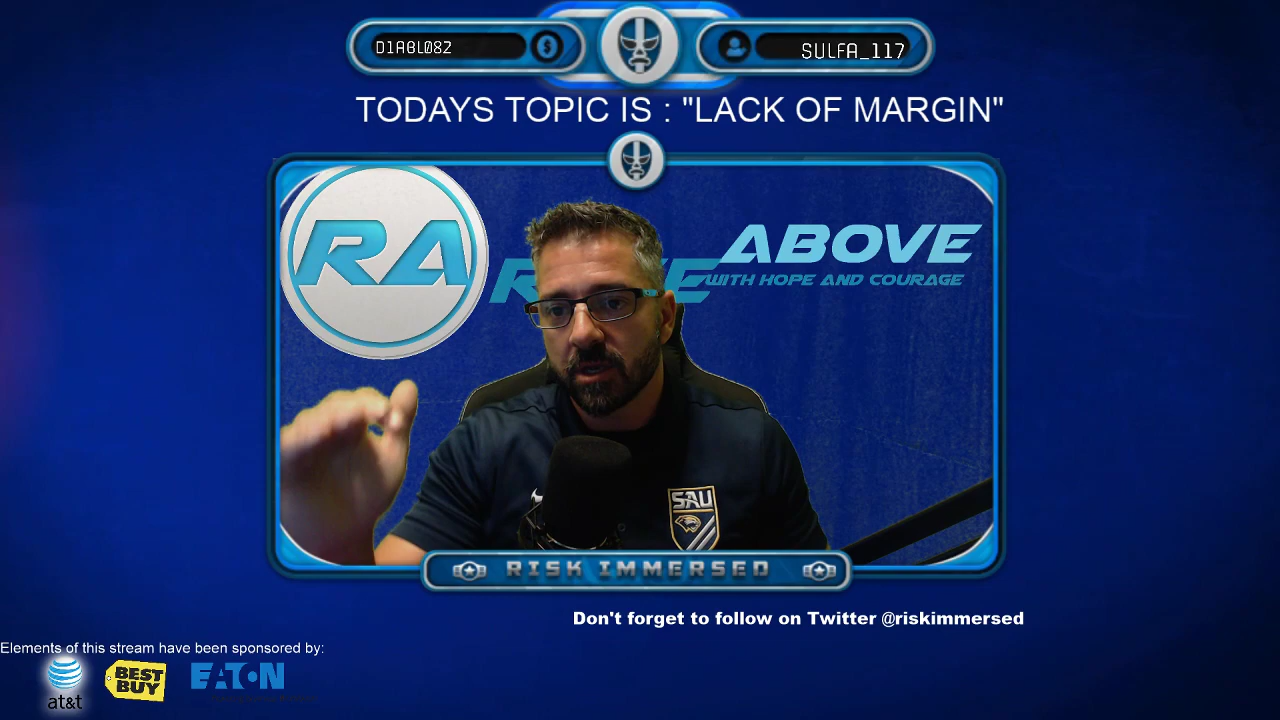 D1ABL082
SULFA_117
TODAYS TOPIC IS : "LACK OF MARGIN"
RA
ABOVE
WITH HOPE AND COURAGE
SAU
RISK IMMERSED
Don't forget to follow on Twitter @riskimmersed
Elements of this stream have been sponsored by:
at&t
BEST
BUY
EATON